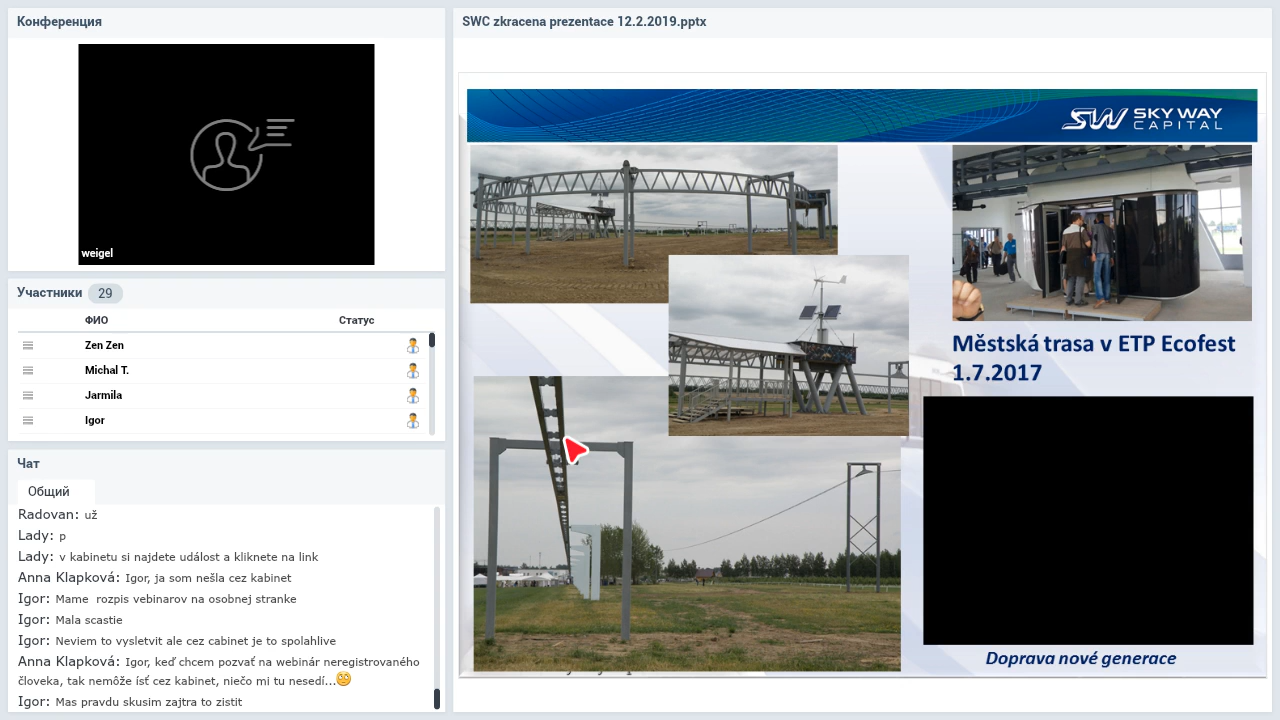 Конференция
weigel
Участники 29
ФИО Статус
Zen Zen
Michal T.
Jarmila
Igor
Чат
Общий
Radovan: už
Lady: p
Lady: v kabinetu si najdete událost a kliknete na link
Anna Klapková: Igor, ja som nešla cez kabinet
Igor: Mame rozpis vebinarov na osobnej stranke
Igor: Mala scastie
Igor: Neviem to vysletvit ale cez cabinet je to spolahlive
Anna Klapková: Igor, keď chcem pozvať na webinár neregistrovaného
človeka, tak nemôže ísť cez kabinet, niečo mi tu nesedí...
Igor: Mas pravdu skusim zajtra to zistit
SWC zkracena prezentace 12.2.2019.pptx
SW SKY WAY
CAPITAL
Městská trasa v ETP Ecofest
1.7.2017
Doprava nové generace